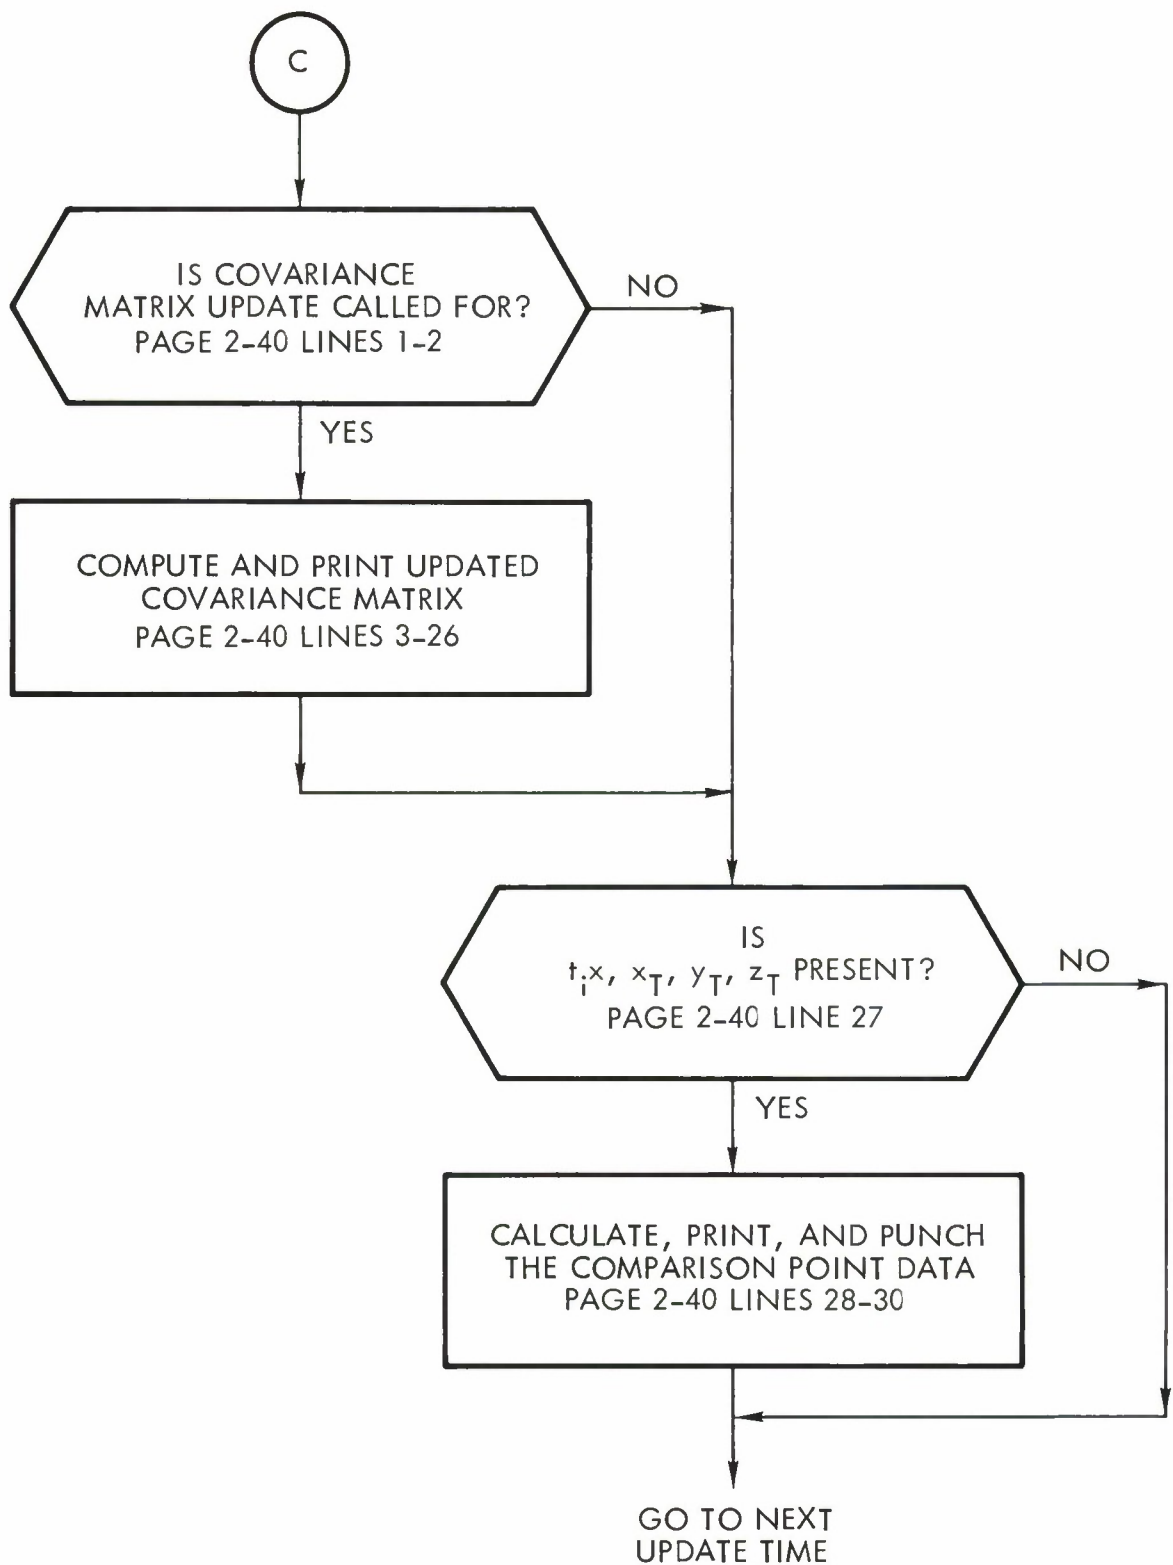 C
IS COVARIANCE
MATRIX UPDATE CALLED FOR?
PAGE 2-40 LINES 1-2
NO
YES
COMPUTE AND PRINT UPDATED
COVARIANCE MATRIX
PAGE 2-40 LINES 3-26
IS
tᵢx, x_T, y_T, z_T PRESENT?
PAGE 2-40 LINE 27
NO
YES
CALCULATE, PRINT, AND PUNCH
THE COMPARISON POINT DATA
PAGE 2-40 LINES 28-30
GO TO NEXT
UPDATE TIME